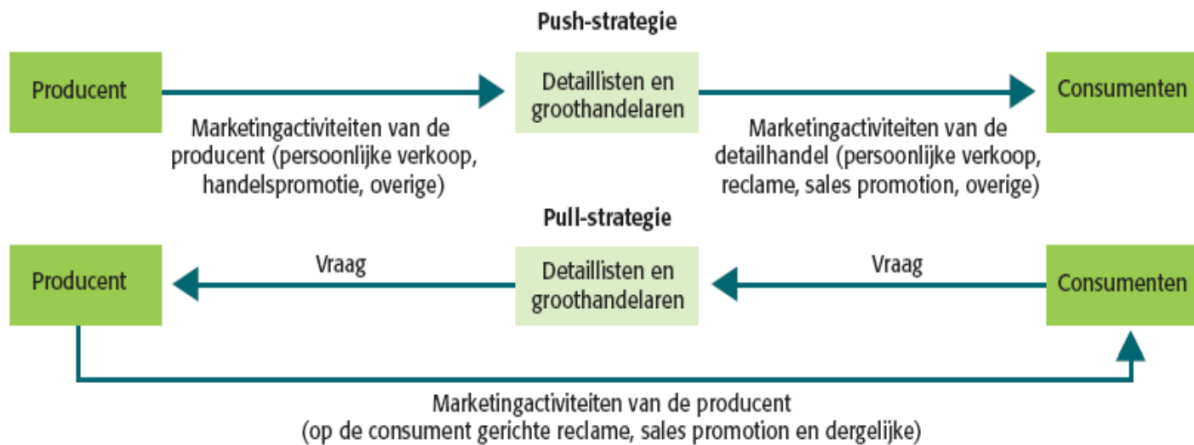 Push-strategie
Producent
Detaillisten en
groothandelaren
Consumenten
Marketingactiviteiten van de
producent (persoonlijke verkoop,
handelspromotie, overige)
Marketingactiviteiten van de
detailhandel (persoonlijke verkoop,
reclame, sales promotion, overige)
Pull-strategie
Producent
Vraag
Detaillisten en
groothandelaren
Vraag
Consumenten
Marketingactiviteiten van de producent
(op de consument gerichte reclame, sales promotion en dergelijke)